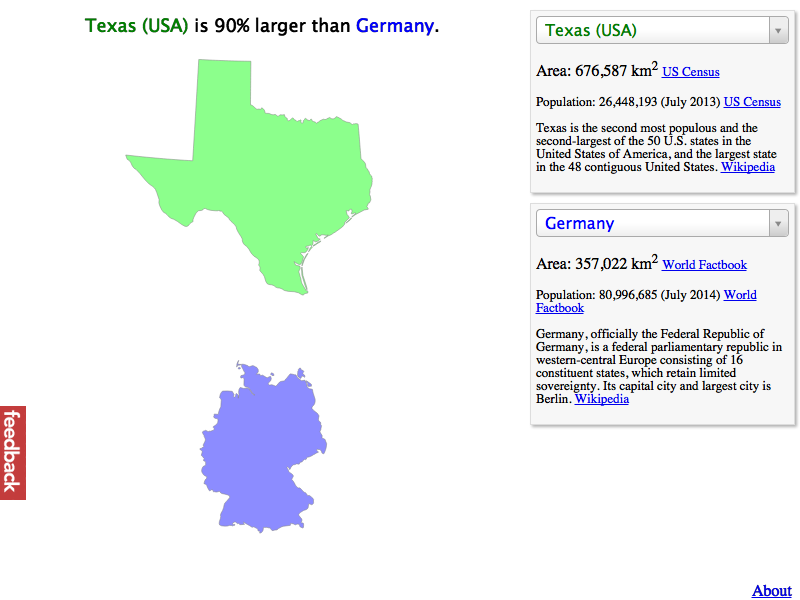 Texas (USA) is 90% larger than Germany.
Texas (USA)
Area: 676,587 km2 US Census
Population: 26,448,193 (July 2013) US Census
Texas is the second most populous and the
second-largest of the 50 U.S. states in the
United States of America, and the largest state
in the 48 contiguous United States. Wikipedia
Germany
Area: 357,022 km2 World Factbook
Population: 80,996,685 (July 2014) World
Factbook
Germany, officially the Federal Republic of
Germany, is a federal parliamentary republic in
western-central Europe consisting of 16
constituent states, which retain limited
sovereignty. Its capital city and largest city is
Berlin. Wikipedia
feedback
About